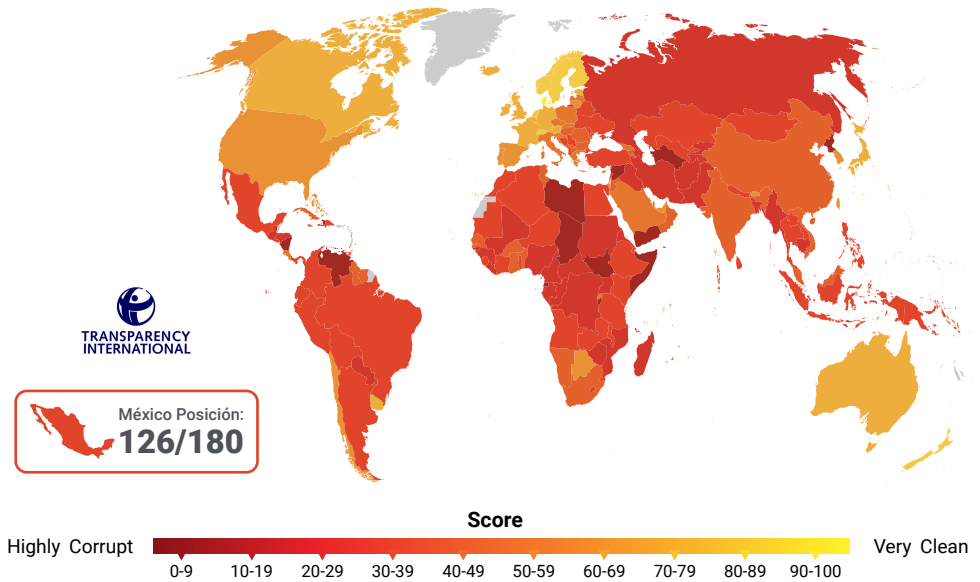 TRANSPARENCY
INTERNATIONAL
México Posición:
126/180
Score
Highly Corrupt
Very Clean
0-9 10-19 20-29 30-39 40-49 50-59 60-69 70-79 80-89 90-100